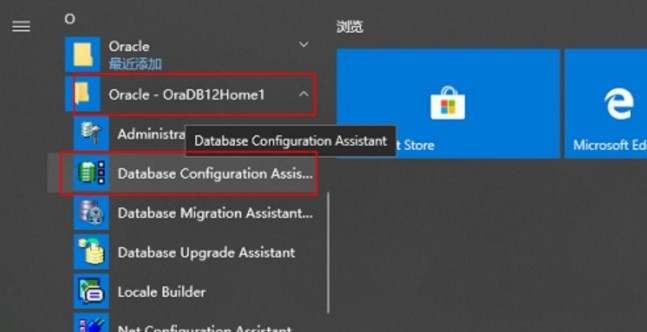 O
浏览
Oracle
最近添加
Oracle - OraDB12Home1
Administra
Database Configuration Assistant
t Store
Microsoft Ed
Database Configuration Assis...
Database Migration Assistant...
Database Upgrade Assistant
Locale Builder
Net Configuration Assistant